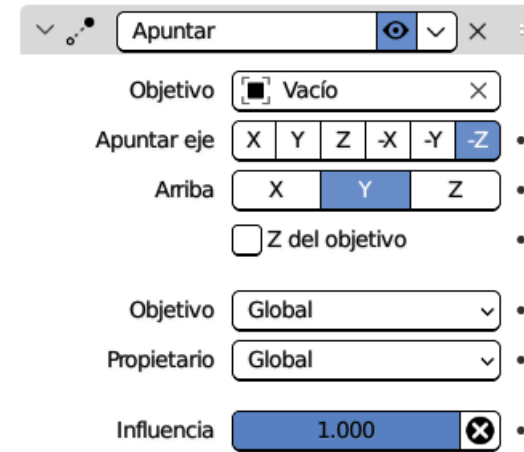 Apuntar
Objetivo Vacío
Apuntar eje X Y Z -X -Y -Z
Arriba X Y Z
Z del objetivo
Objetivo Global
Propietario Global
Influencia 1.000